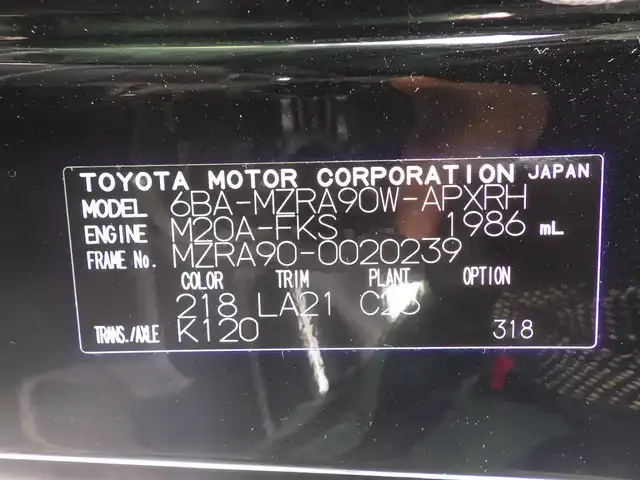 TOYOTA MOTOR CORPORATION JAPAN
MODEL 6BA-MZRA90W-APXRH
ENGINE M20A-FKS 1986 mL
FRAME No. MZRA90-0020239
COLOR TRIM PLANT OPTION
218 LA21
TRANS./AXLE K120 318